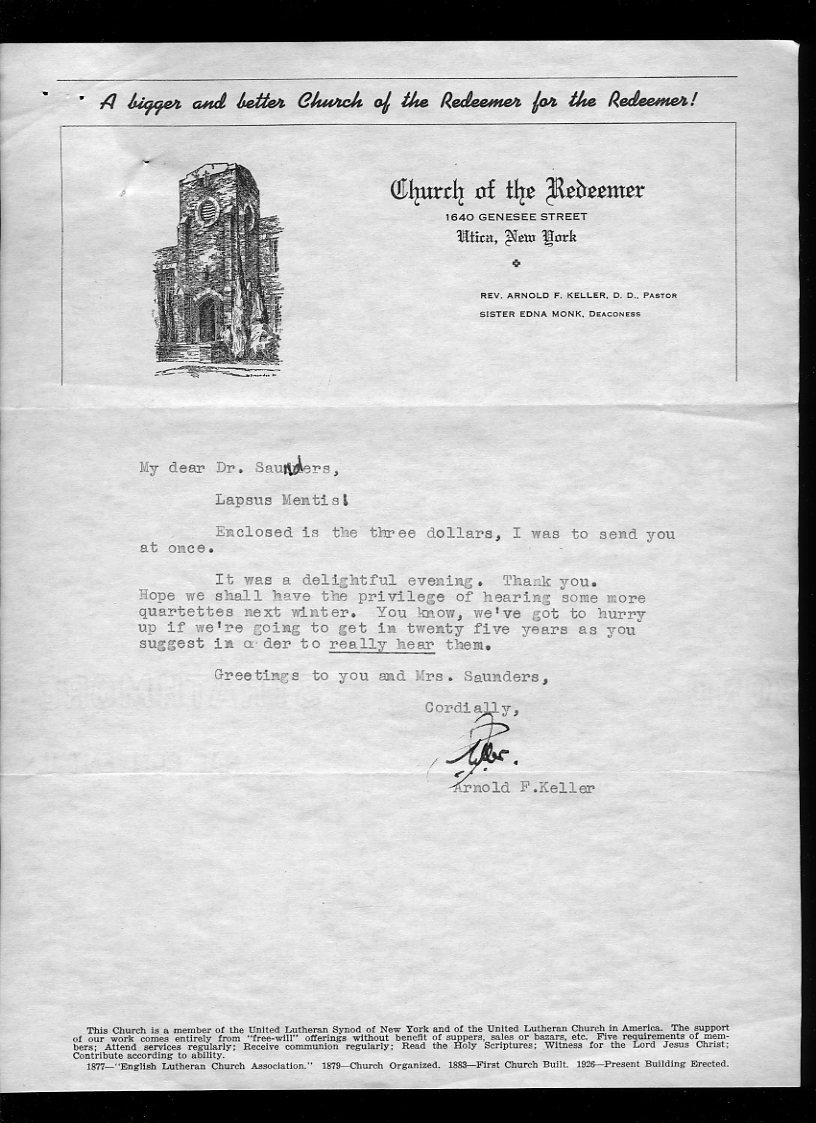 A bigger and better Church of the Redeemer for the Redeemer!
Church of the Redeemer
1640 GENESEE STREET
Utica, New York
REV. ARNOLD F. KELLER, D. D., PASTOR
SISTER EDNA MONK, DEACONESS
My dear Dr. Saunders,
Lapsus Mentis!
Enclosed is the three dollars, I was to send you
at once.
It was a delightful evening. Thank you.
Hope we shall have the privilege of hearing some more
quartettes next winter. You know, we've got to hurry
up if we're going to get in twenty five years as you
suggest in o der to really hear them.
Greetings to you and Mrs. Saunders,
Cordially,
Keller.
Arnold F.Keller
This Church is a member of the United Lutheran Synod of New York and of the United Lutheran Church in America. The support
of our work comes entirely from "free-will" offerings without benefit of suppers, sales or bazars, etc. Five requirements of mem-
bers; Attend services regularly; Receive communion regularly; Read the Holy Scriptures; Witness for the Lord Jesus Christ;
Contribute according to ability.
1877—"English Lutheran Church Association." 1879—Church Organized. 1883—First Church Built. 1926—Present Building Erected.